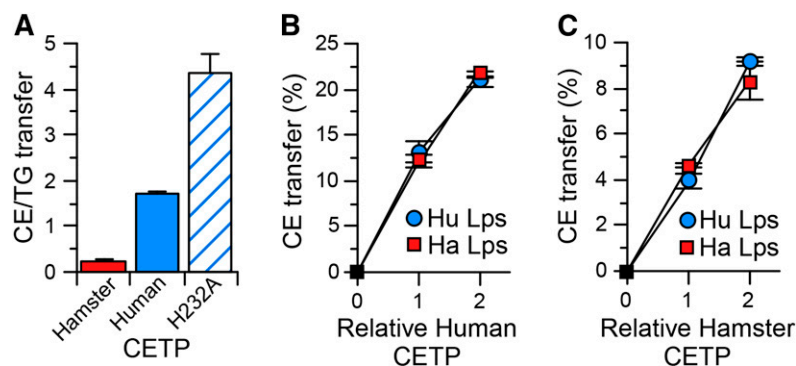 A
CE/TG transfer
5
4
3
2
1
0
Hamster
Human
H232A
CETP
B
CE transfer (%)
25
20
15
10
5
0
Hu Lps
Ha Lps
0 1 2
Relative Human
CETP
C
CE transfer (%)
10
8
6
4
2
0
Hu Lps
Ha Lps
0 1 2
Relative Hamster
CETP